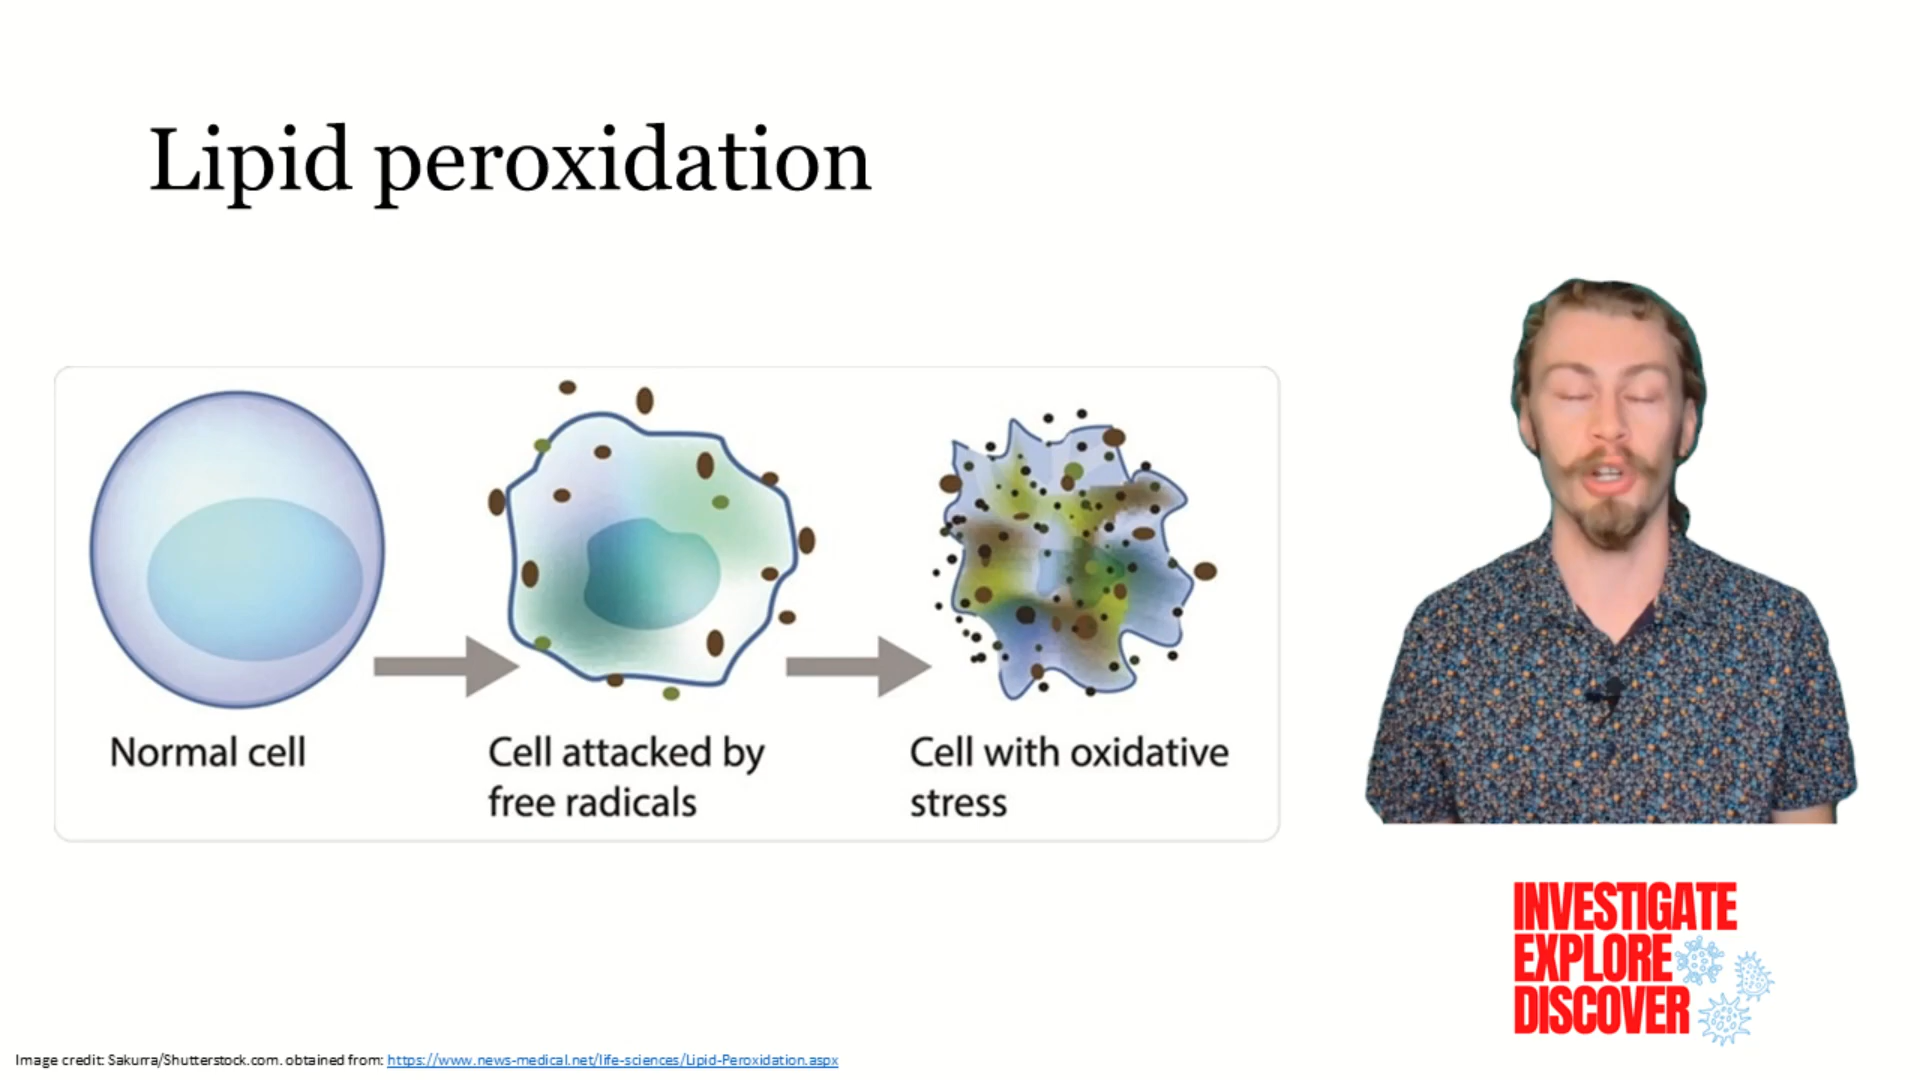 Lipid peroxidation
Normal cell
Cell attacked by
free radicals
Cell with oxidative
stress
INVESTIGATE
EXPLORE
DISCOVER
Image credit: Sakurra/Shutterstock.com. obtained from: https://www.news-medical.net/life-sciences/Lipid-Peroxidation.aspx